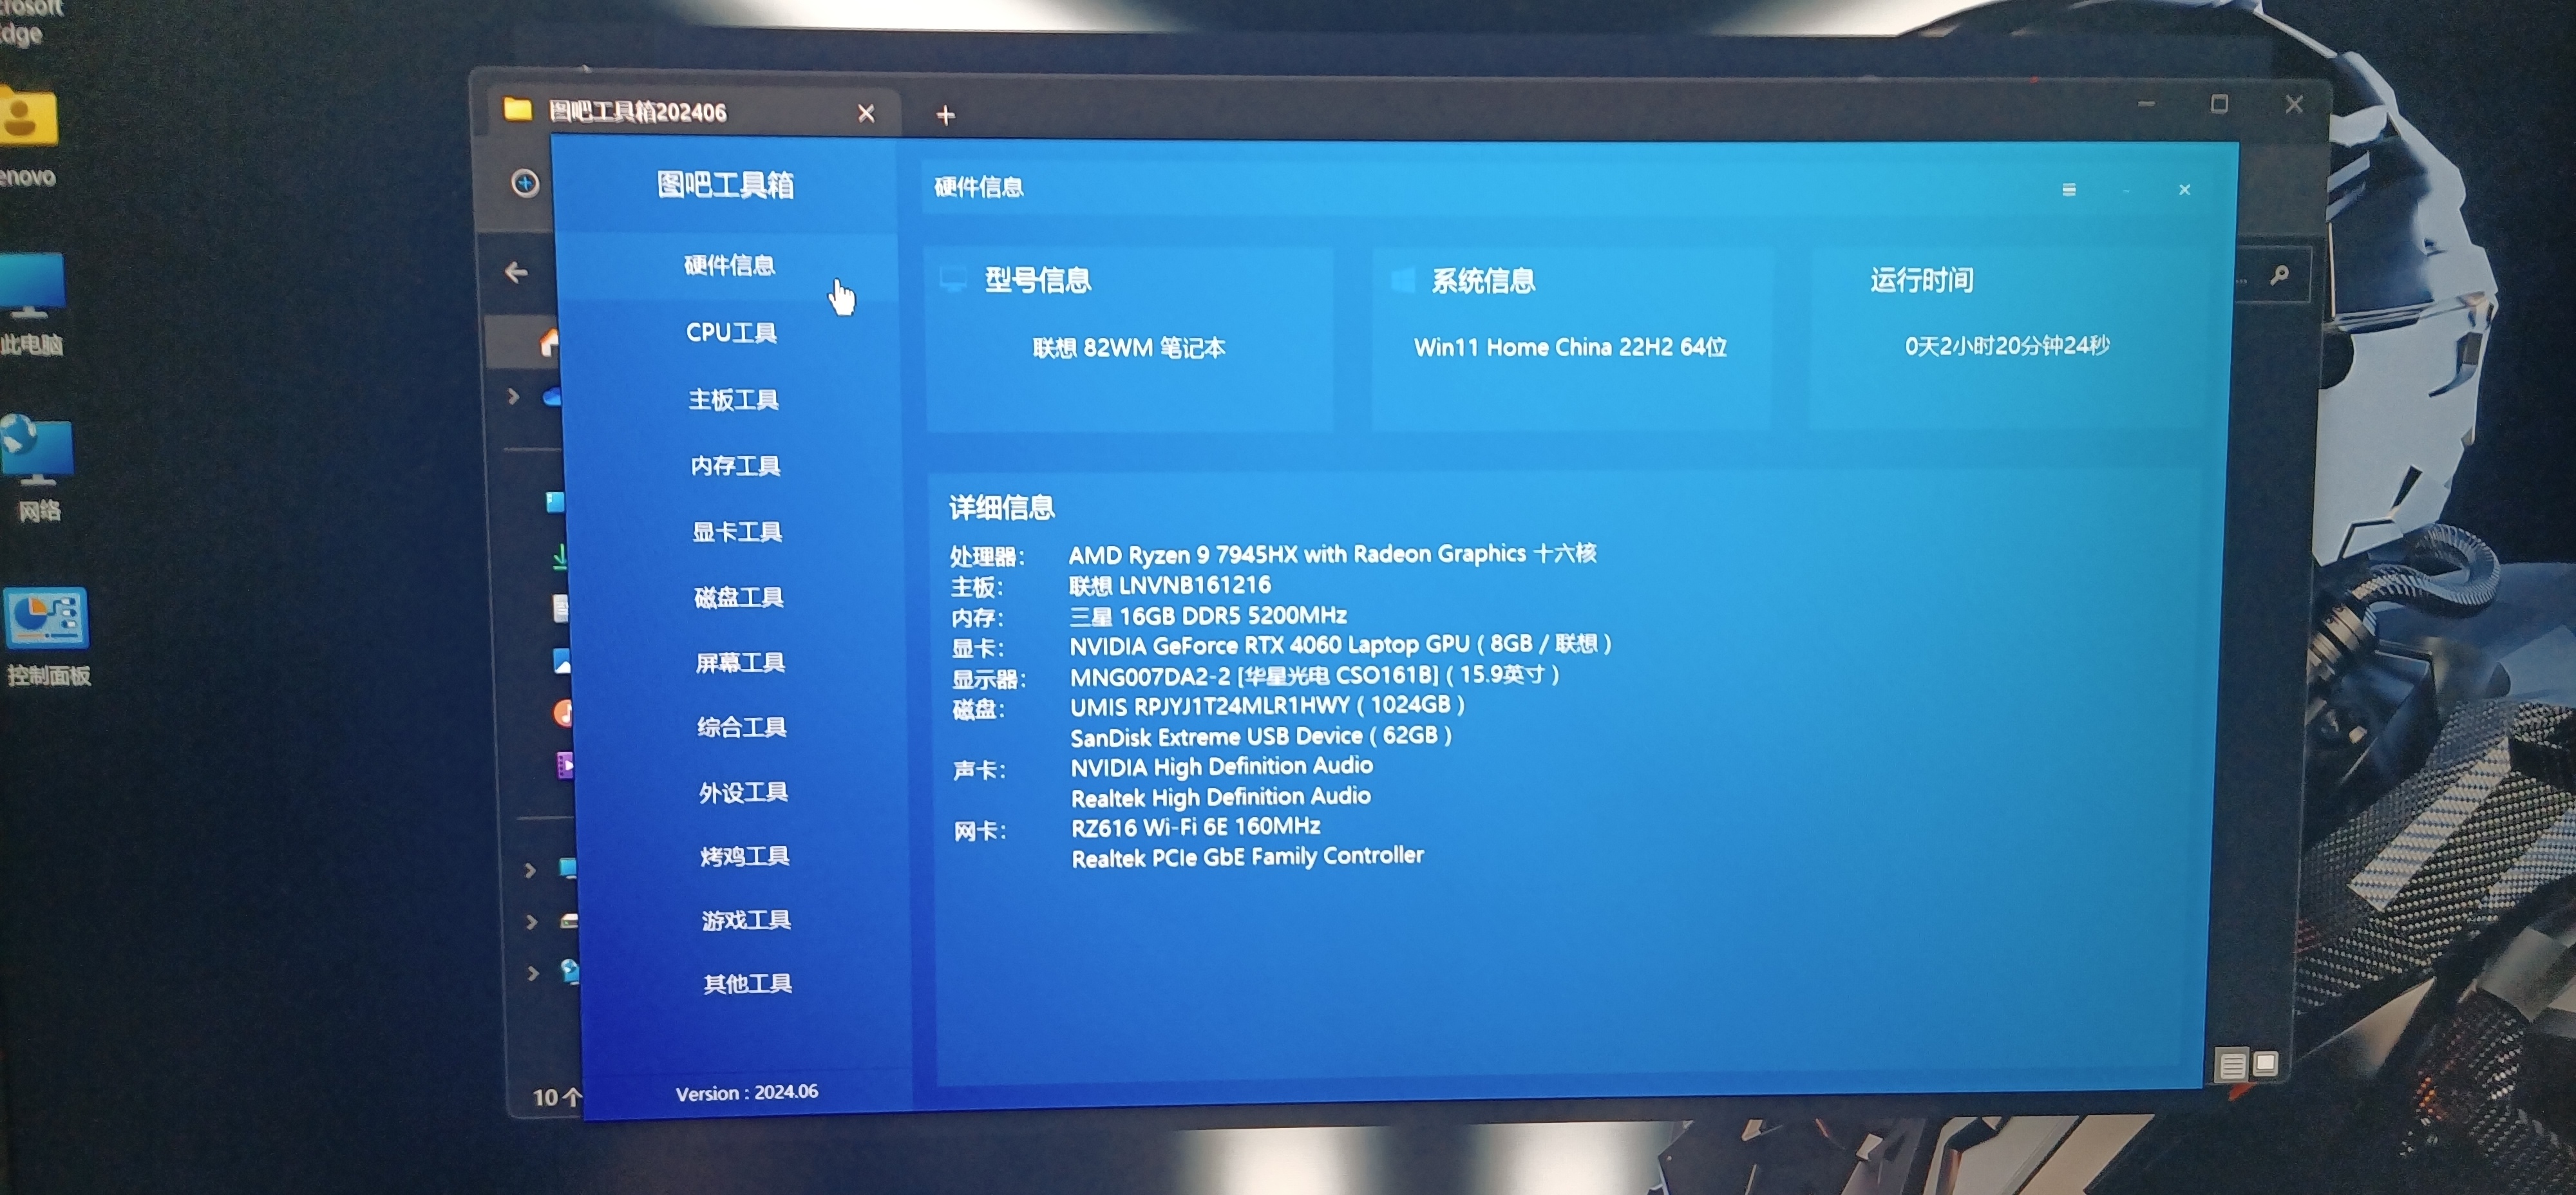 crosoft
Edge
enovo
此电脑
网络
控制面板
图吧工具箱202406
图吧工具箱
硬件信息
CPU工具
主板工具
内存工具
显卡工具
磁盘工具
屏幕工具
综合工具
外设工具
烤鸡工具
游戏工具
其他工具
Version : 2024.06
10 个
硬件信息
型号信息
联想 82WM 笔记本
系统信息
Win11 Home China 22H2 64位
运行时间
0天2小时20分钟24秒
详细信息
处理器: AMD Ryzen 9 7945HX with Radeon Graphics 十六核
主板: 联想 LNVNB161216
内存: 三星 16GB DDR5 5200MHz
显卡: NVIDIA GeForce RTX 4060 Laptop GPU ( 8GB / 联想 )
显示器: MNG007DA2-2 [华星光电 CSO161B] ( 15.9英寸 )
磁盘: UMIS RPJYJ1T24MLR1HWY ( 1024GB )
SanDisk Extreme USB Device ( 62GB )
声卡: NVIDIA High Definition Audio
Realtek High Definition Audio
网卡: RZ616 Wi-Fi 6E 160MHz
Realtek PCIe GbE Family Controller